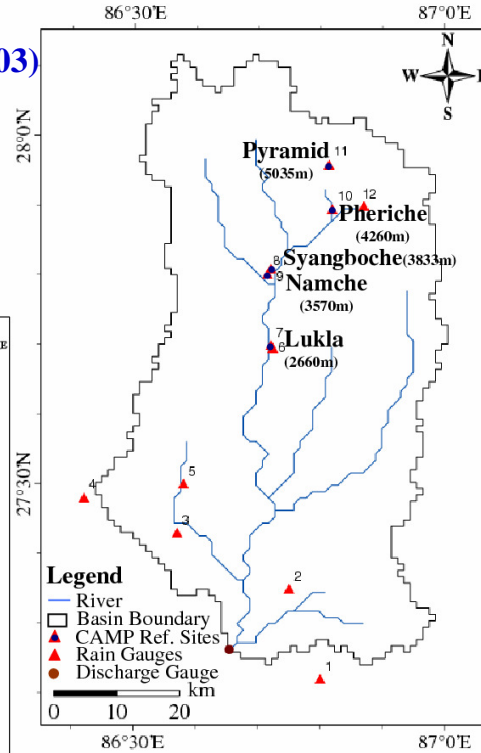 86°30'E 87°0'E
03)
N
W
S
28°0'N
Pyramid 11
(5035m)
10 12
Pheriche
(4260m)
8 Syangboche(3833m)
9 Namche
(3570m)
7 Lukla
6
(2660m)
27°30'N
5
4
3
2
1
Legend
River
Basin Boundary
CAMP Ref. Sites
Rain Gauges
Discharge Gauge
km
0 10 20
86°30'E 87°0'E